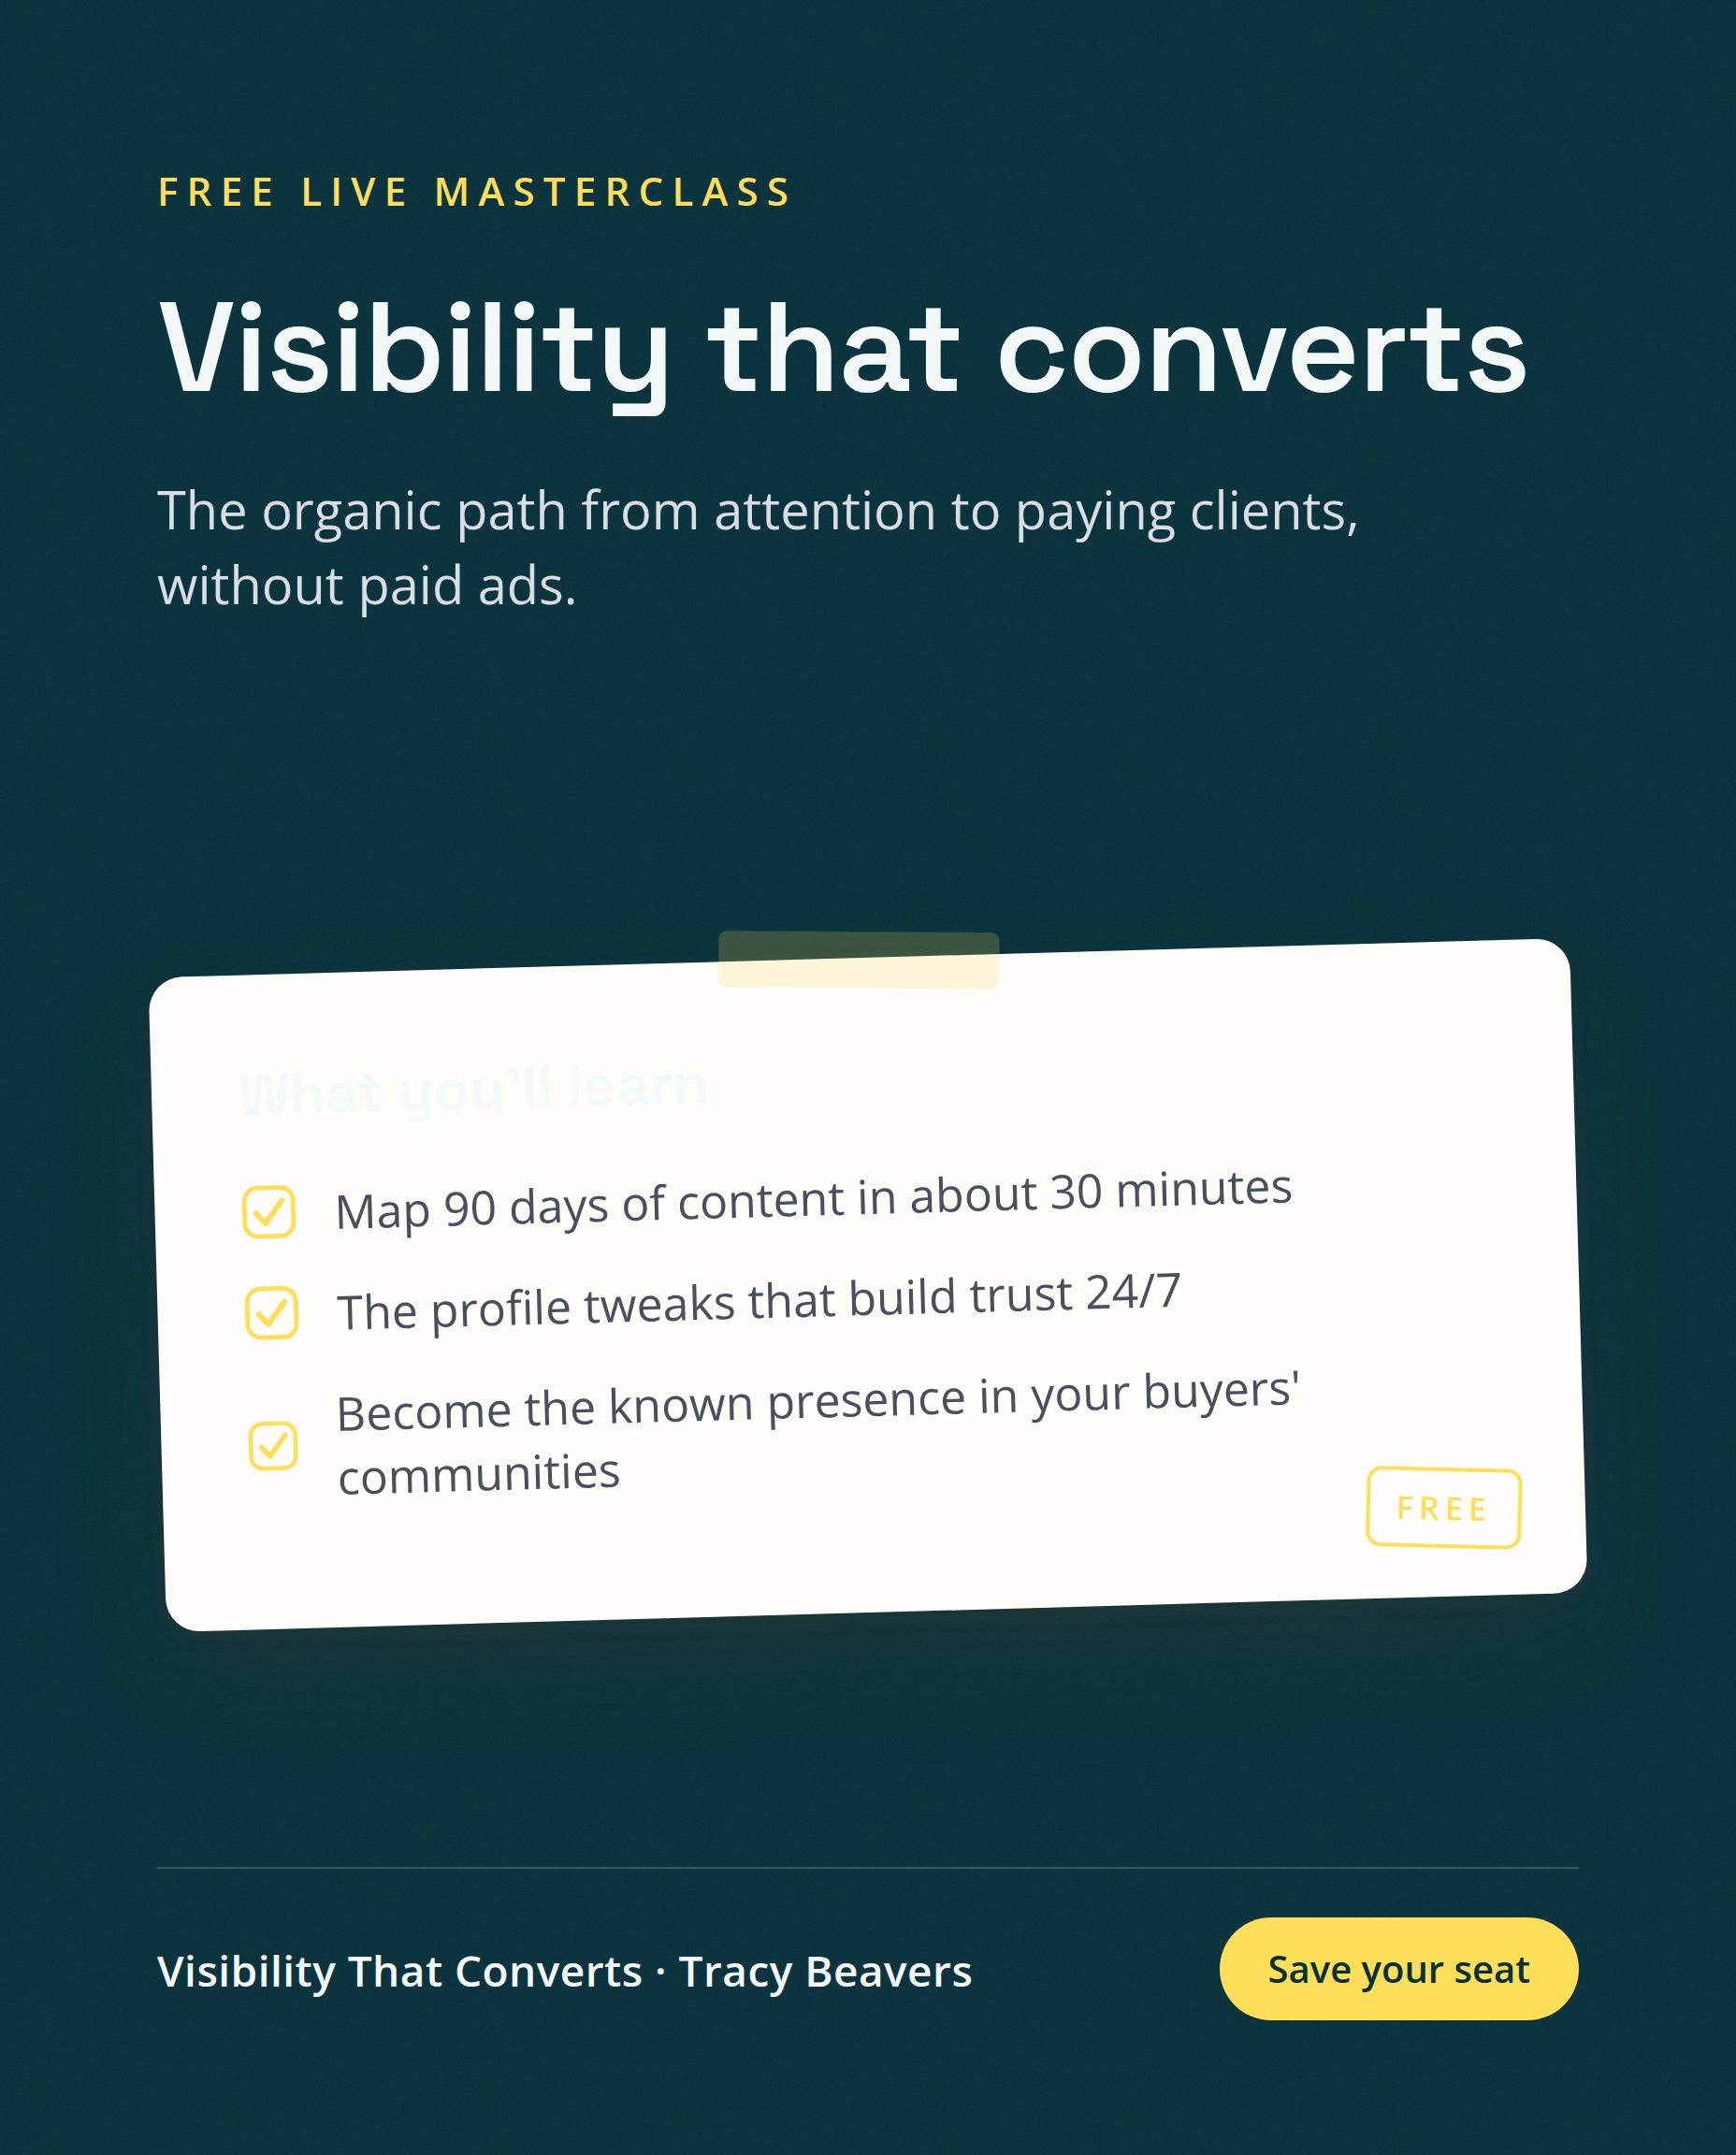 FREE LIVE MASTERCLASS
Visibility that converts
The organic path from attention to paying clients,
without paid ads.
What you’ll learn
Map 90 days of content in about 30 minutes
The profile tweaks that build trust 24/7
Become the known presence in your buyers'
communities
FREE
Visibility That Converts · Tracy Beavers
Save your seat